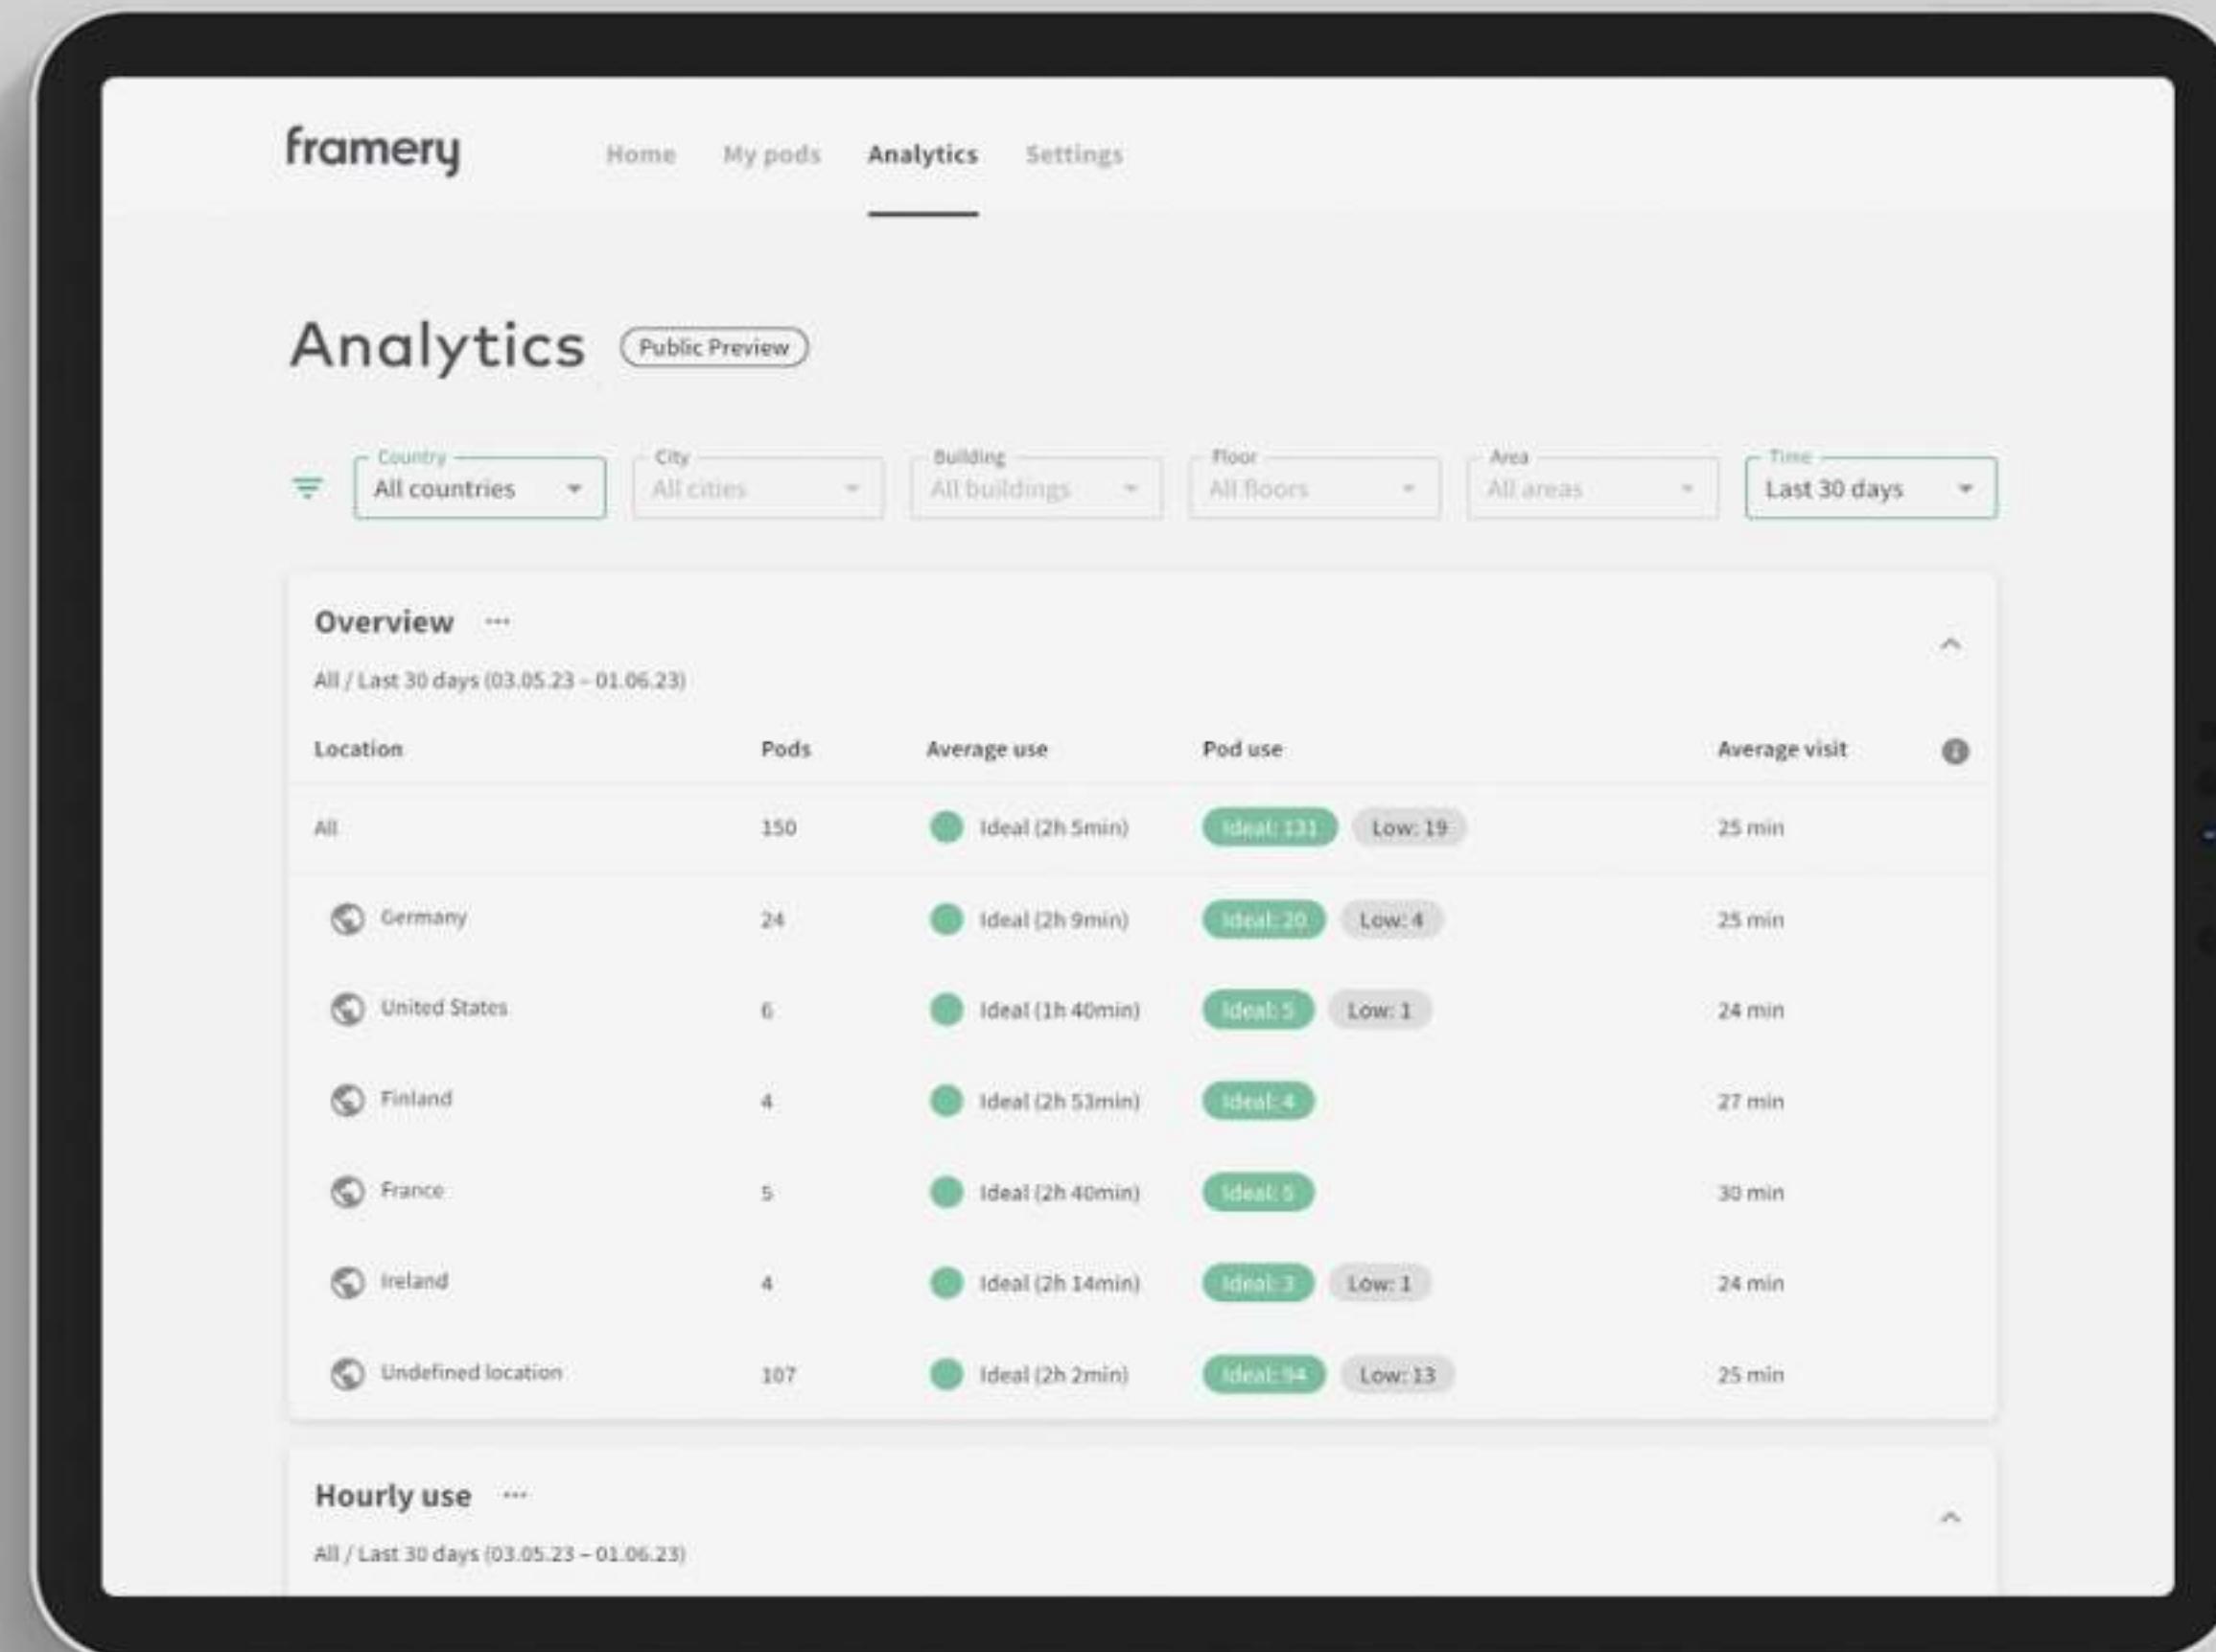 framery Home My pods Analytics Settings
Analytics Public Preview
Country City Building Floor Area Time
All countries All cities All buildings All floors All areas Last 30 days
Overview ...
All / Last 30 days (03.05.23 – 01.06.23)
Location Pods Average use Pod use Average visit
All 150 Ideal (2h 5min) Ideal: 131 Low: 19 25 min
Germany 24 Ideal (2h 9min) Ideal: 20 Low: 4 25 min
United States 6 Ideal (1h 40min) Ideal: 5 Low: 1 24 min
Finland 4 Ideal (2h 53min) Ideal: 4 27 min
France 5 Ideal (2h 40min) Ideal: 5 30 min
Ireland 4 Ideal (2h 14min) Ideal: 3 Low: 1 24 min
Undefined location 107 Ideal (2h 2min) Ideal: 94 Low: 13 25 min
Hourly use ...
All / Last 30 days (03.05.23 – 01.06.23)